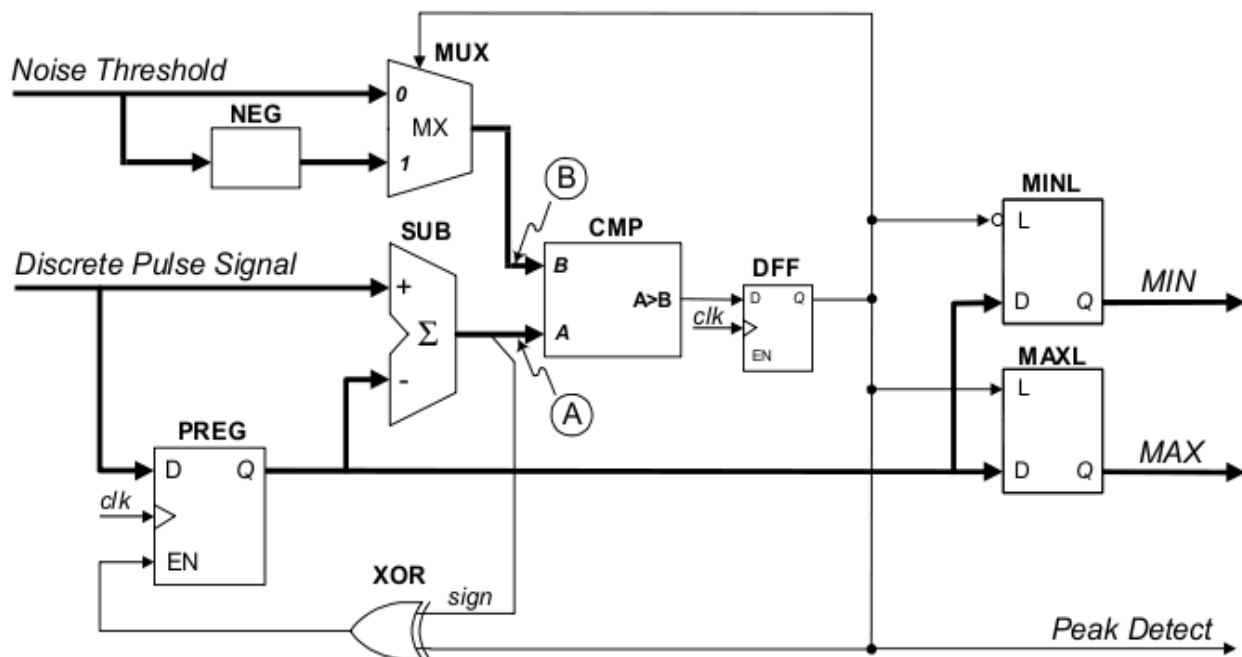 MUX
Noise Threshold
0
NEG
MX
1
B
MINL
SUB
CMP
L
Discrete Pulse Signal
B
DFF
+
D Q
MIN
A>B
clk
D Q
Σ
A
EN
MAXL
-
L
A
PREG
D Q
MAX
D Q
clk
EN
XOR
sign
Peak Detect